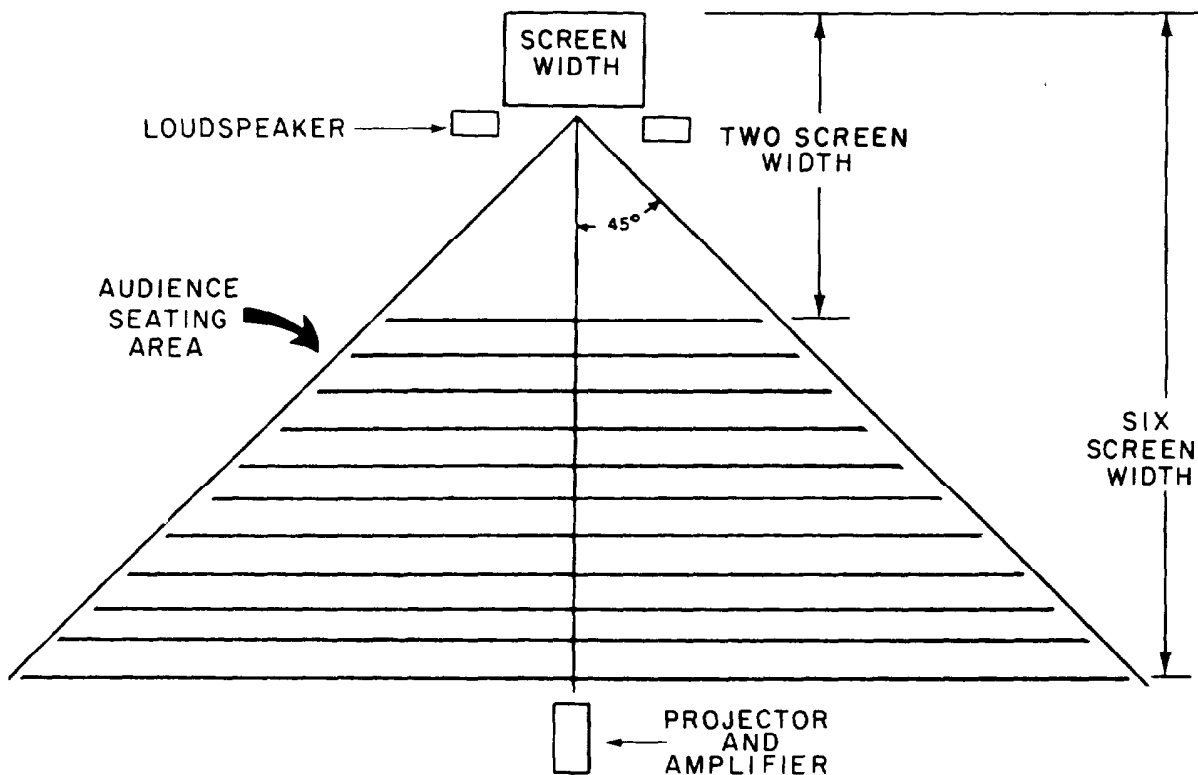 SCREEN
WIDTH
LOUDSPEAKER
TWO SCREEN
WIDTH
45°
AUDIENCE
SEATING
AREA
SIX
SCREEN
WIDTH
PROJECTOR
AND
AMPLIFIER